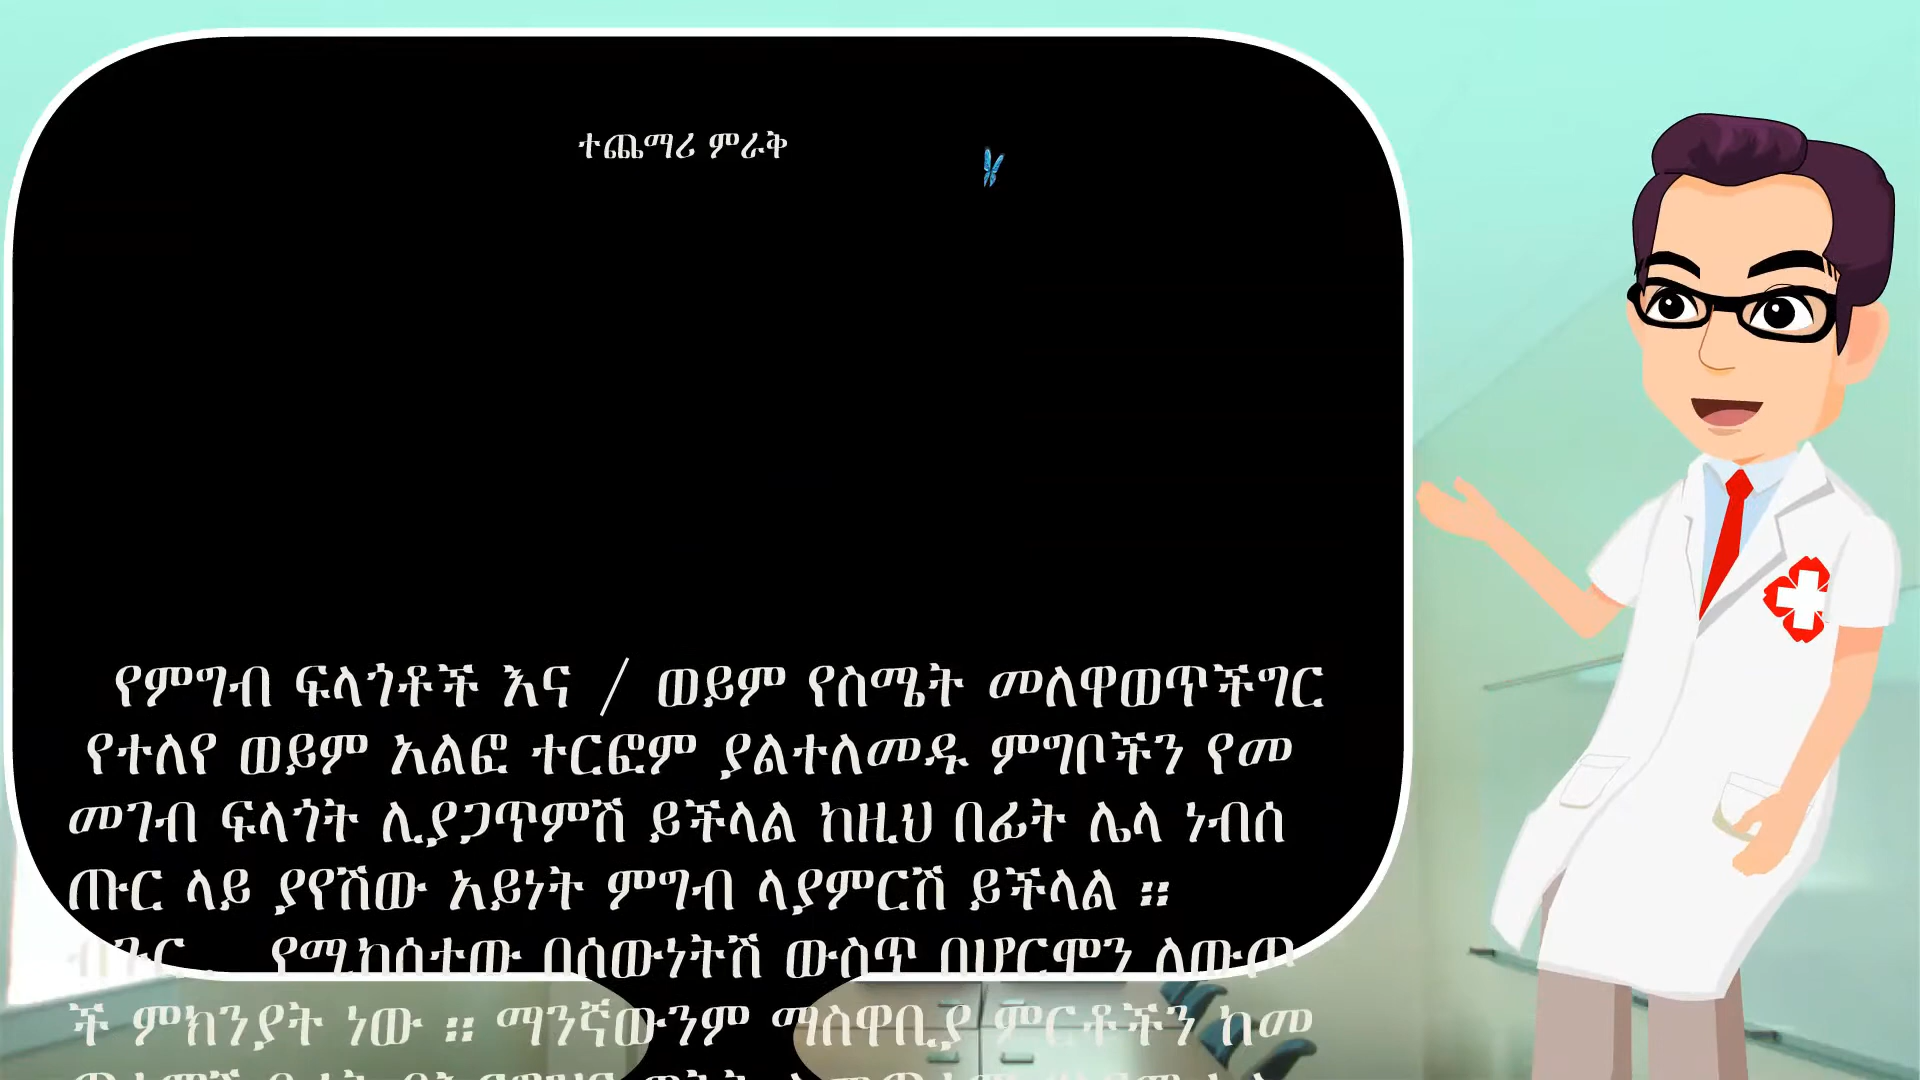 ተጨማሪ ምራቅ
የምግብ ፍላጎቶች እና / ወይም የስሜት መለዋወጥችግር
የተለየ ወይም አልፎ ተርፎም ያልተለመዱ ምግቦችን የመ
መገብ ፍላጎት ሊያጋጥምሽ ይችላል ከዚህ በፊት ሌላ ነብሰ
ጡር ላይ ያየሽው አይነት ምግብ ላያምርሽ ይችላል ።
የሚከሰተው በሰውነትሽ ውስጥ በሆርሞን ለውጦ
ች ምክንያት ነው ። ማንኛውንም ማስዋቢያ ምርቶችን ከመ